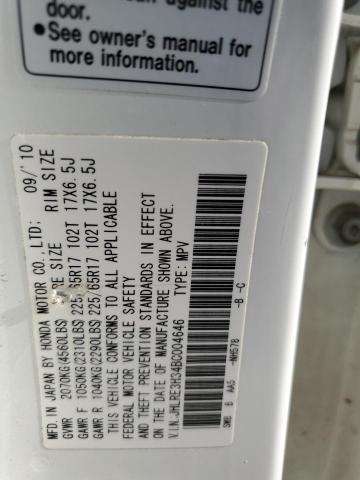 door.
•See owner's manual for
more information.
MFD. IN JAPAN BY HONDA MOTOR CO., LTD. 09/'10
SIZE RIM SIZE
GVWR 2070KG(4560LBS)
GAWR F 1050KG(2310LBS) 225/65R17 102T 17X6.5J
GAWR R 1040KG(2290LBS) 225/65R17 102T 17X6.5J
THIS VEHICLE CONFORMS TO ALL APPLICABLE
FEDERAL MOTOR VEHICLE SAFETY
AND THEFT PREVENTION STANDARDS IN EFFECT
ON THE DATE OF MANUFACTURE SHOWN ABOVE.
V.I.N. JHLRE3H34BC004646 TYPE: MPV
SWB B AA5 -NH578 -B -C